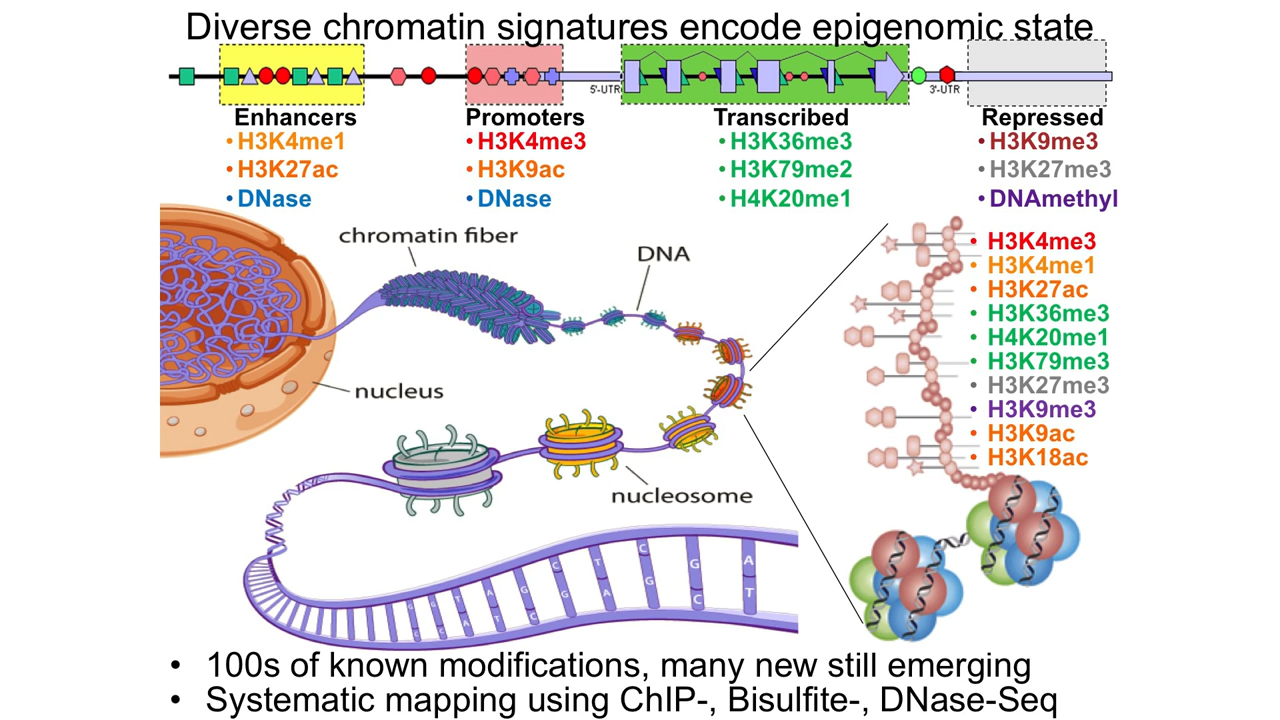 Diverse chromatin signatures encode epigenomic state
5'-UTR
3'-UTR
Enhancers
• H3K4me1
• H3K27ac
• DNase
Promoters
• H3K4me3
• H3K9ac
• DNase
Transcribed
• H3K36me3
• H3K79me2
• H4K20me1
Repressed
• H3K9me3
• H3K27me3
• DNAmethyl
chromatin fiber
DNA
nucleus
nucleosome
• H3K4me3
• H3K4me1
• H3K27ac
• H3K36me3
• H4K20me1
• H3K79me3
• H3K27me3
• H3K9me3
• H3K9ac
• H3K18ac
C T C G A
G A G C T
• 100s of known modifications, many new still emerging
• Systematic mapping using ChIP-, Bisulfite-, DNase-Seq